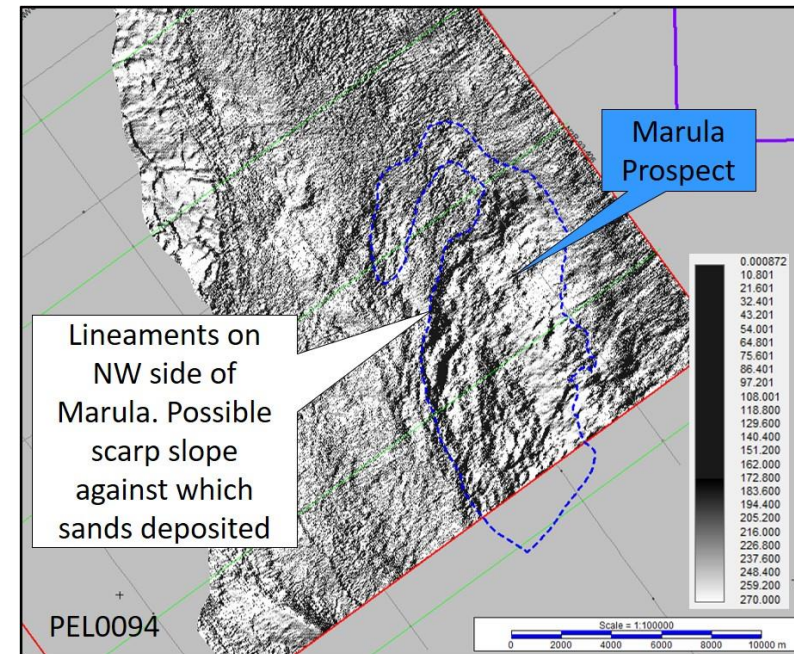 Marula
Prospect
Lineaments on
NW side of
Marula. Possible
scarp slope
against which
sands deposited
0.000872
10.801
21.601
32.401
43.201
54.001
64.801
75.601
86.401
97.201
108.001
118.800
129.600
140.400
151.200
162.000
172.800
183.600
194.400
205.200
216.000
226.800
237.600
248.400
259.200
270.000
PEL0094
Scale = 1:100000
0 2000 4000 6000 8000 10000 m